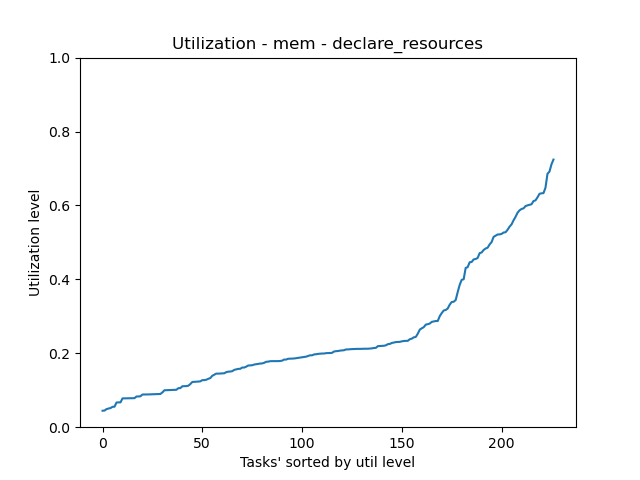 Utilization - mem - declare_resources
1.0
0.8
0.6
0.4
0.2
0.0
Utilization level
0 50 100 150 200
Tasks' sorted by util level